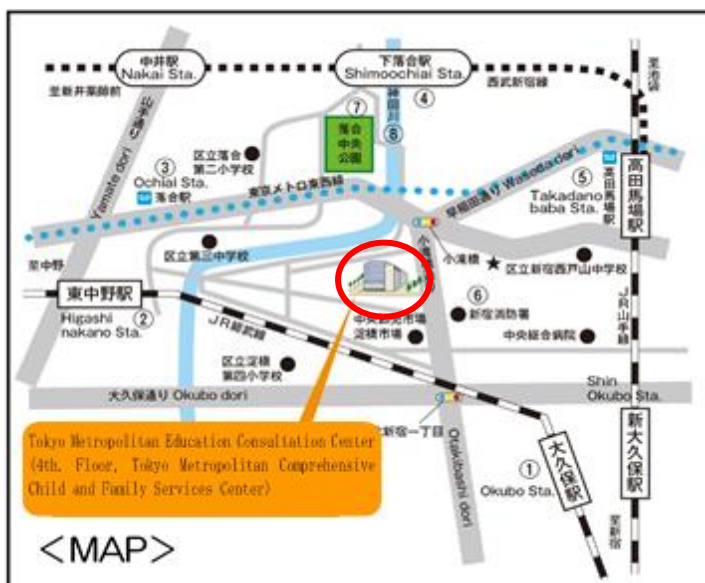 中井駅
Nakai Sta.
下落合駅
Shimoochiai Sta.
至新井薬師前
④
西武新宿線
至池袋
山手通り
Yamate dori
⑦
落合
中央
公園
⑧
③
Ochiai Sta.
落合駅
区立落合
第二小学校
東京メトロ東西線
早稲田通り Waseda dori
⑤
Takadano
baba Sta.
高田馬場駅
高田馬場駅
至中野
区立第三中学校
小滝橋
★
区立新宿西戸山中学校
東中野駅
Higashi
nakano Sta.
②
JR総武線
⑥
新宿消防署
淀橋市場
中央総合病院
JR山手線
区立淀橋
第四小学校
大久保通り Okubo dori
Shin
Okubo Sta.
新宿一丁目
Otakibashi dori
①
Okubo Sta.
大久保駅
新大久保駅
至新宿
Tokyo Metropolitan Education Consultation Center
(4th. Floor, Tokyo Metropolitan Comprehensive
Child and Family Services Center)
<MAP>